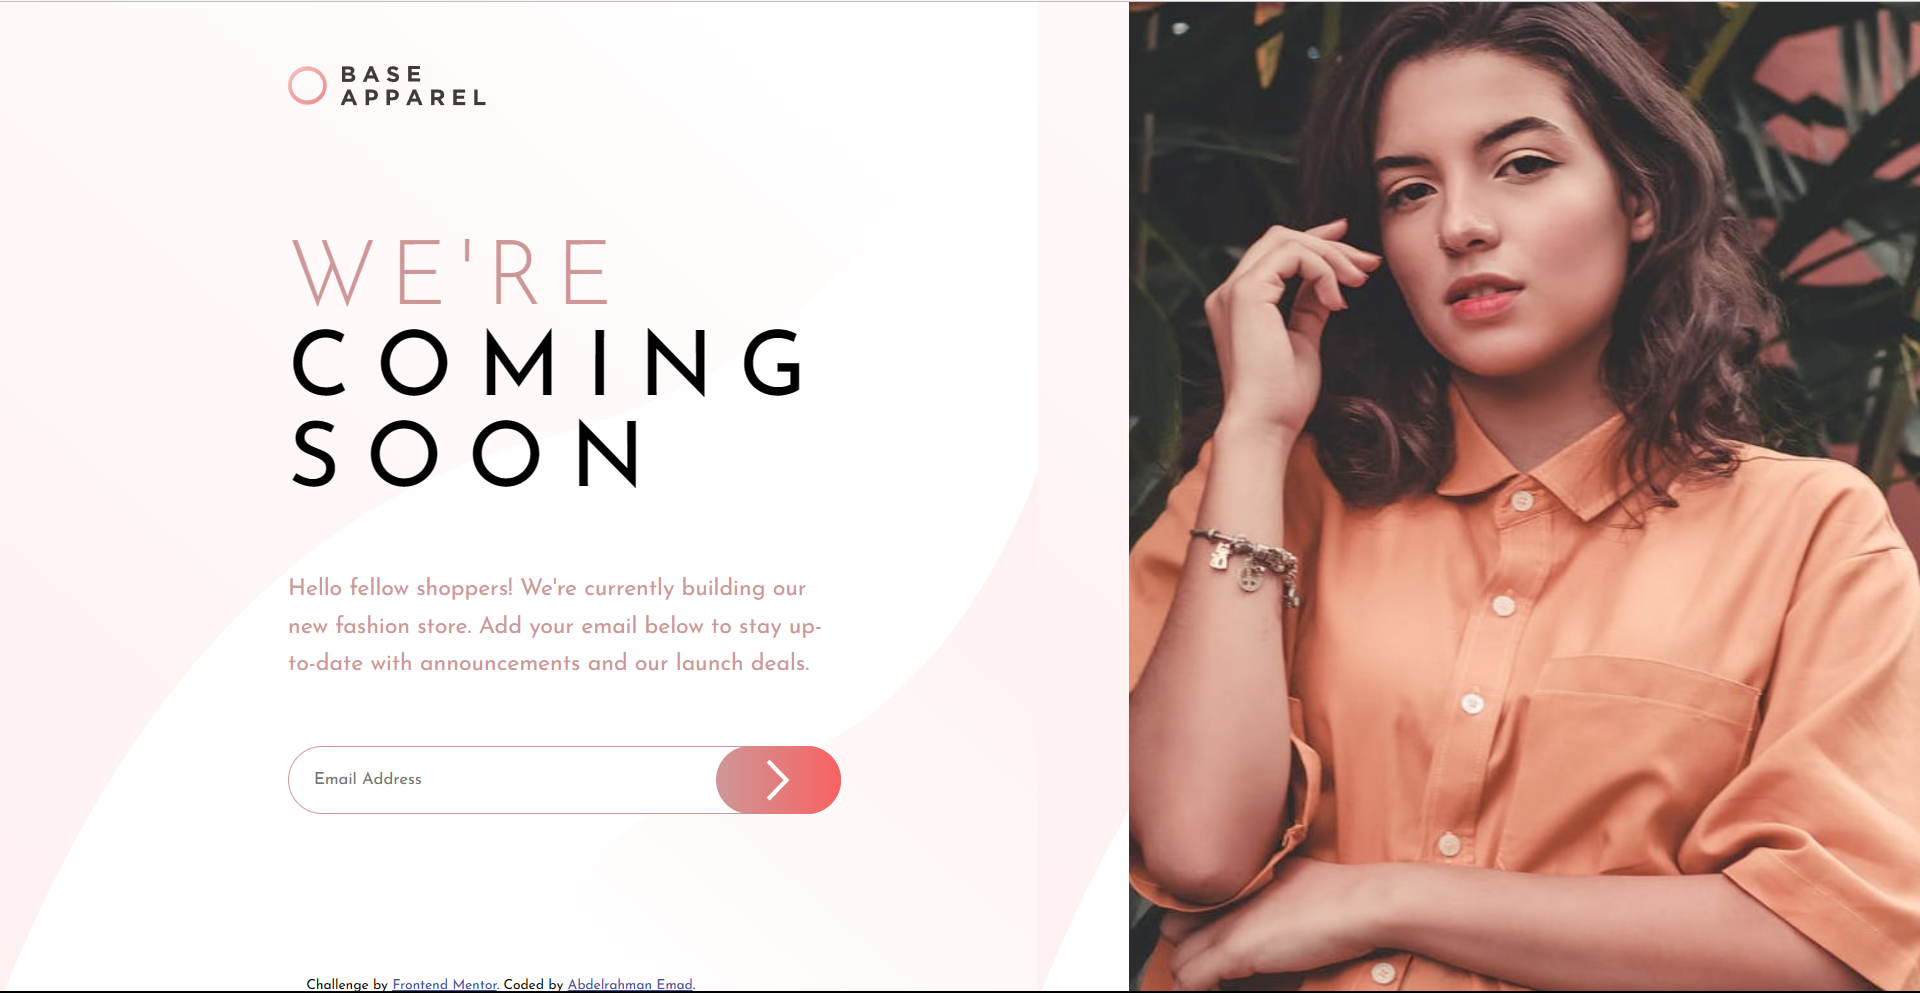 BASE
APPAREL
WE'RE
COMING
SOON
Hello fellow shoppers! We're currently building our
new fashion store. Add your email below to stay up-
to-date with announcements and our launch deals.
Email Address
Challenge by Frontend Mentor. Coded by Abdelrahman Emad.